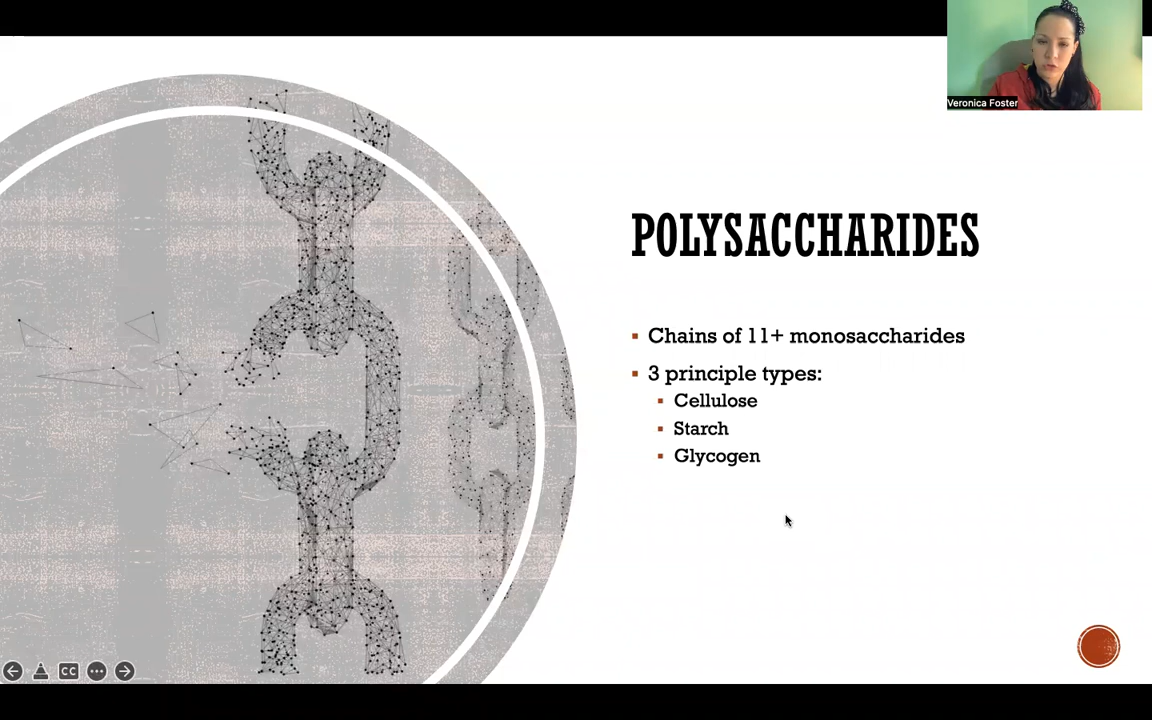 Veronica Foster
POLYSACCHARIDES
▪ Chains of 11+ monosaccharides
▪ 3 principle types:
▪ Cellulose
▪ Starch
▪ Glycogen
CC